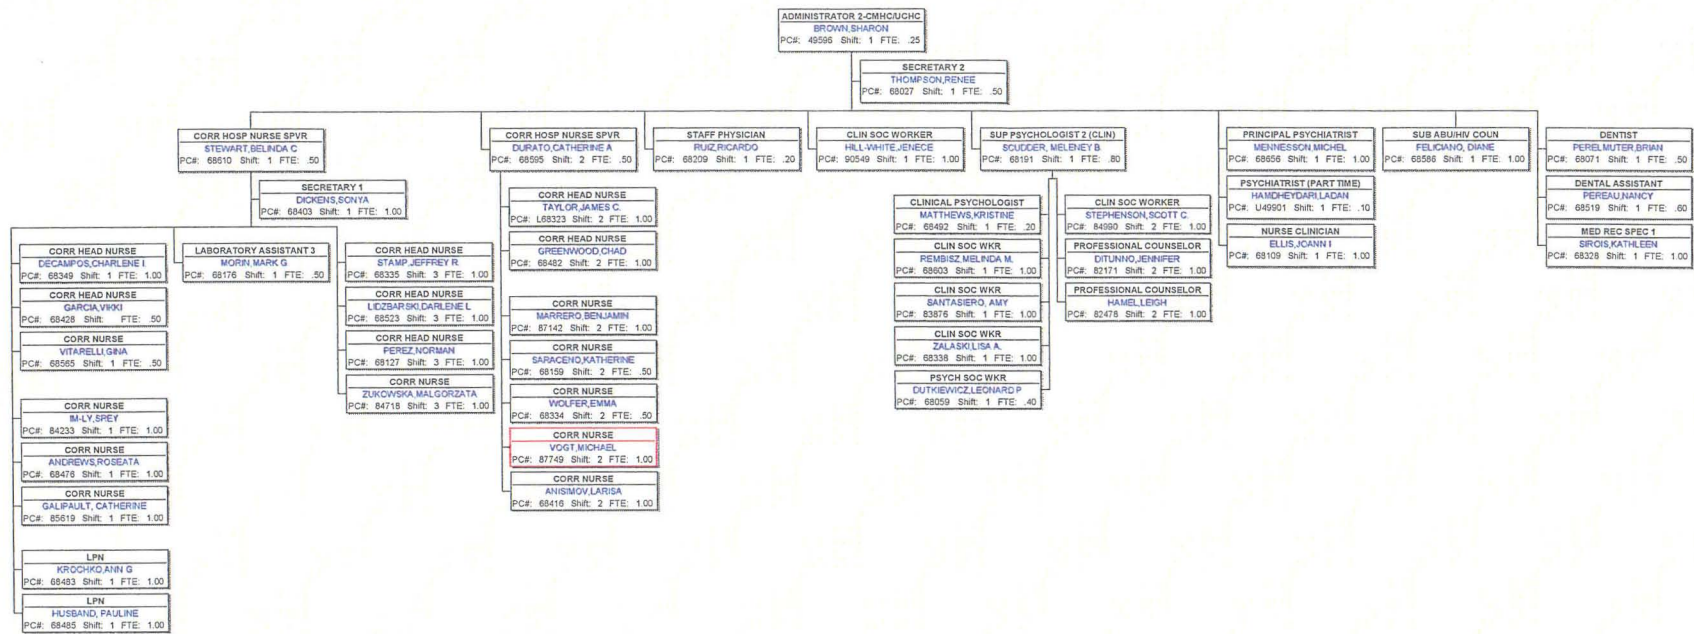 ADMINISTRATOR 2-CMHC/UCHC
BROWN,SHARON
PC#: 49596 Shift: 1 FTE: .25
SECRETARY 2
THOMPSON,RENEE
PC#: 68027 Shift: 1 FTE: .50
CORR HOSP NURSE SPVR
STEWART,BELINDA C
PC#: 68610 Shift: 1 FTE: .50
SECRETARY 1
DICKENS,SONYA
PC#: 68403 Shift: 1 FTE: 1.00
CORR HEAD NURSE
DECAMPOS,CHARLENE I.
PC#: 68349 Shift: 1 FTE: 1.00
CORR HEAD NURSE
GARCIA,VIKKI
PC#: 68428 Shift: FTE: .50
CORR NURSE
VITARELLI,GINA
PC#: 68565 Shift: 1 FTE: .50
CORR NURSE
IM-LY,SREY
PC#: 84233 Shift: 1 FTE: 1.00
CORR NURSE
ANDREWS,ROSEATA
PC#: 68476 Shift: 1 FTE: 1.00
CORR NURSE
GALIPAULT, CATHERINE
PC#: 85619 Shift: 1 FTE: 1.00
LPN
KROCHKO,ANN G
PC#: 68483 Shift: 1 FTE: 1.00
LPN
HUSBAND, PAULINE
PC#: 68485 Shift: 1 FTE: 1.00
LABORATORY ASSISTANT 3
MORIN,MARK G
PC#: 68176 Shift: 1 FTE: .50
CORR HEAD NURSE
STAMP,JEFFREY R.
PC#: 68335 Shift: 3 FTE: 1.00
CORR HEAD NURSE
LIDZBARSKI,DARLENE L
PC#: 68523 Shift: 3 FTE: 1.00
CORR HEAD NURSE
PEREZ,NORMAN
PC#: 68127 Shift: 3 FTE: 1.00
CORR NURSE
ZUKOWSKA,MALGORZATA
PC#: 84718 Shift: 3 FTE: 1.00
CORR HOSP NURSE SPVR
DURATO,CATHERINE A
PC#: 68595 Shift: 2 FTE: .50
CORR HEAD NURSE
TAYLOR,JAMES C.
PC#: L68323 Shift: 2 FTE: 1.00
CORR HEAD NURSE
GREENWOOD,CHAD
PC#: 68482 Shift: 2 FTE: 1.00
CORR NURSE
MARRERO,BENJAMIN
PC#: 87142 Shift: 2 FTE: 1.00
CORR NURSE
SARACENO,KATHERINE
PC#: 68159 Shift: 2 FTE: .50
CORR NURSE
WOLFER,EMMA
PC#: 68334 Shift: 2 FTE: .50
CORR NURSE
VOGT,MICHAEL
PC#: 87749 Shift: 2 FTE: 1.00
CORR NURSE
ANISIMOV,LARISA
PC#: 68416 Shift: 2 FTE: 1.00
STAFF PHYSICIAN
RUIZ,RICARDO
PC#: 68209 Shift: 1 FTE: .20
CLIN SOC WORKER
HILL-WHITE,JENECE
PC#: 90549 Shift: 1 FTE: 1.00
SUP PSYCHOLOGIST 2 (CLIN)
SCUDDER, MELENEY B.
PC#: 68191 Shift: 1 FTE: .80
CLINICAL PSYCHOLOGIST
MATTHEWS,KRISTINE
PC#: 68492 Shift: 1 FTE: .20
CLIN SOC WKR
REMBISZ,MELINDA M.
PC#: 68603 Shift: 1 FTE: 1.00
CLIN SOC WKR
SANTASIERO, AMY
PC#: 83876 Shift: 1 FTE: 1.00
CLIN SOC WKR
ZALASKI,LISA A.
PC#: 68338 Shift: 1 FTE: 1.00
PSYCH SOC WKR
DUTKIEWICZ,LEONARD P
PC#: 68059 Shift: 1 FTE: .40
CLIN SOC WORKER
STEPHENSON,SCOTT C.
PC#: 84990 Shift: 2 FTE: 1.00
PROFESSIONAL COUNSELOR
DITUNNO,JENNIFER
PC#: 82171 Shift: 2 FTE: 1.00
PROFESSIONAL COUNSELOR
HAMEL,LEIGH
PC#: 82478 Shift: 2 FTE: 1.00
PRINCIPAL PSYCHIATRIST
MENNESSON,MICHEL
PC#: 68656 Shift: 1 FTE: 1.00
PSYCHIATRIST (PART TIME)
HAMDHEYDARI,LADAN
PC#: U49901 Shift: 1 FTE: .10
NURSE CLINICIAN
ELLIS,JOANN I
PC#: 68109 Shift: 1 FTE: 1.00
SUB ABU/HIV COUN
FELICIANO, DIANE
PC#: 68586 Shift: 1 FTE: 1.00
DENTIST
PERELMUTER,BRIAN
PC#: 68071 Shift: 1 FTE: .50
DENTAL ASSISTANT
PEREAU,NANCY
PC#: 68519 Shift: 1 FTE: .60
MED REC SPEC 1
SIROIS,KATHLEEN
PC#: 68328 Shift: 1 FTE: 1.00